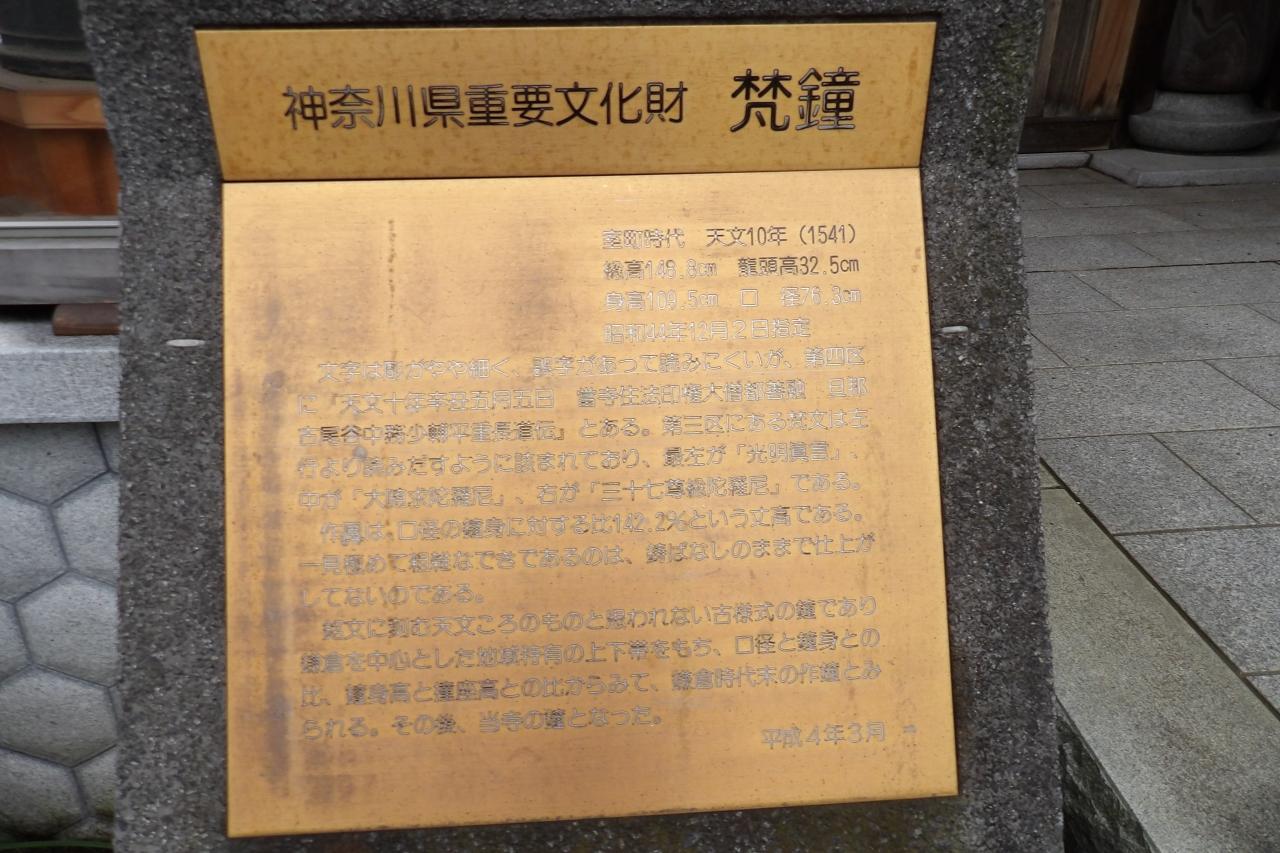 神奈川県重要文化財　梵鐘
室町時代　天文10年（1541）
総高148.8cm　龍頭高32.5cm
身高109.5cm　口　径76.3cm
昭和44年12月2日指定
文字は彫がやや細く、誤字があって読みにくいが、第四区
に「天文十年辛丑五月五日　當寺住法印権大僧都善融　旦那
古尾谷中務少輔平重長道伝』とある。第三区にある梵文は左
行より読みだすように誌まれており、最左が「光明眞言」、
中が「大随求陀羅尼」、右が「三十七尊総陀羅尼」である。
作風は、口径の鐘身に対する比142.2%という丈高である。
一見極めて粗雑なできであるのは、鋳ばなしのままで仕上が
してないのである。
銘文に刻む天文ころのものと思われない古様式の鐘であり
鎌倉を中心とした地域特有の上下帯をもち、口径と鐘身との
比、鐘身高と撞座高との比からみて、鎌倉時代末の作鐘とみ
られる。その後、当寺の鐘となった。
平成4年3月